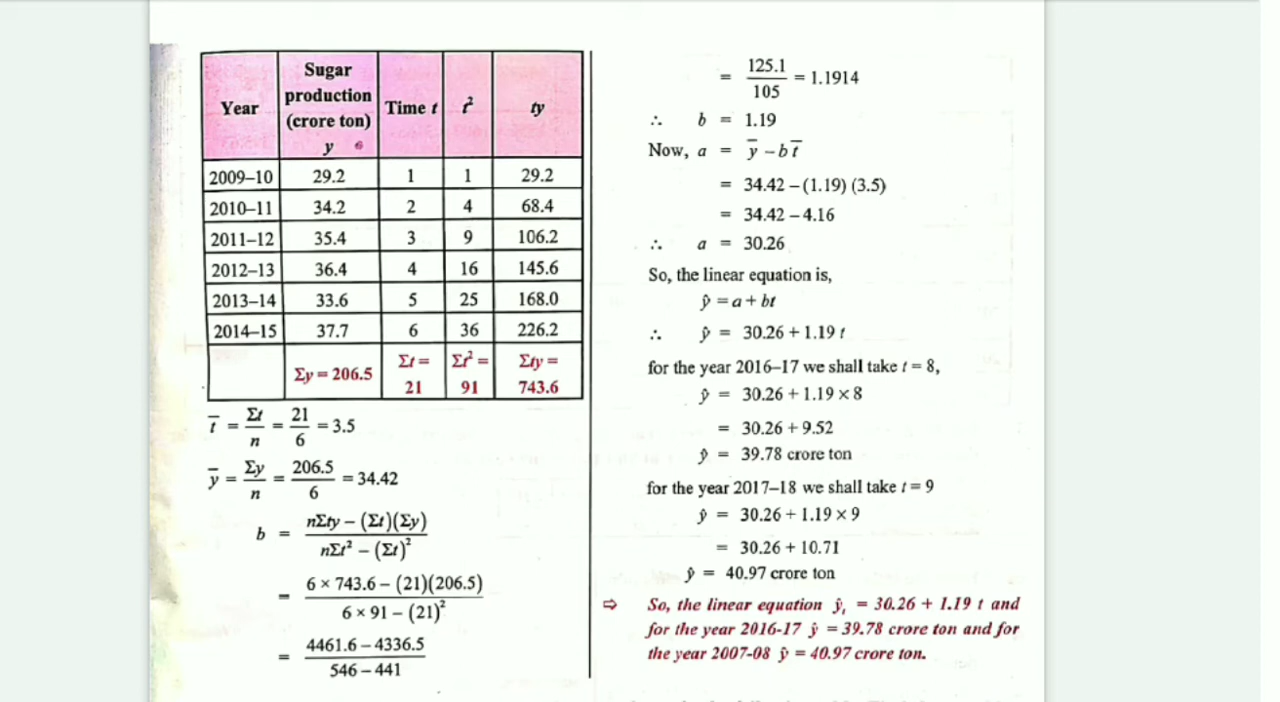 Year | Sugar production (crore ton) y | Time t | t² | ty
2009–10 | 29.2 | 1 | 1 | 29.2
2010–11 | 34.2 | 2 | 4 | 68.4
2011–12 | 35.4 | 3 | 9 | 106.2
2012–13 | 36.4 | 4 | 16 | 145.6
2013–14 | 33.6 | 5 | 25 | 168.0
2014–15 | 37.7 | 6 | 36 | 226.2
Σy = 206.5 | Σt = 21 | Σt² = 91 | Σty = 743.6
t̄ = Σt/n = 21/6 = 3.5
ȳ = Σy/n = 206.5/6 = 34.42
b = nΣty – (Σt)(Σy) / nΣt² – (Σt)²
= 6 × 743.6 – (21)(206.5) / 6 × 91 – (21)²
= 4461.6 – 4336.5 / 546 – 441
= 125.1/105 = 1.1914
∴ b = 1.19
Now, a = ȳ – b t̄
= 34.42 – (1.19) (3.5)
= 34.42 – 4.16
∴ a = 30.26
So, the linear equation is,
ŷ = a + bt
∴ ŷ = 30.26 + 1.19 t
for the year 2016–17 we shall take t = 8,
ŷ = 30.26 + 1.19 × 8
= 30.26 + 9.52
ŷ = 39.78 crore ton
for the year 2017–18 we shall take t = 9
ŷ = 30.26 + 1.19 × 9
= 30.26 + 10.71
ŷ = 40.97 crore ton
⇨ So, the linear equation ŷₜ = 30.26 + 1.19 t and
for the year 2016-17 ŷ = 39.78 crore ton and for
the year 2007-08 ŷ = 40.97 crore ton.